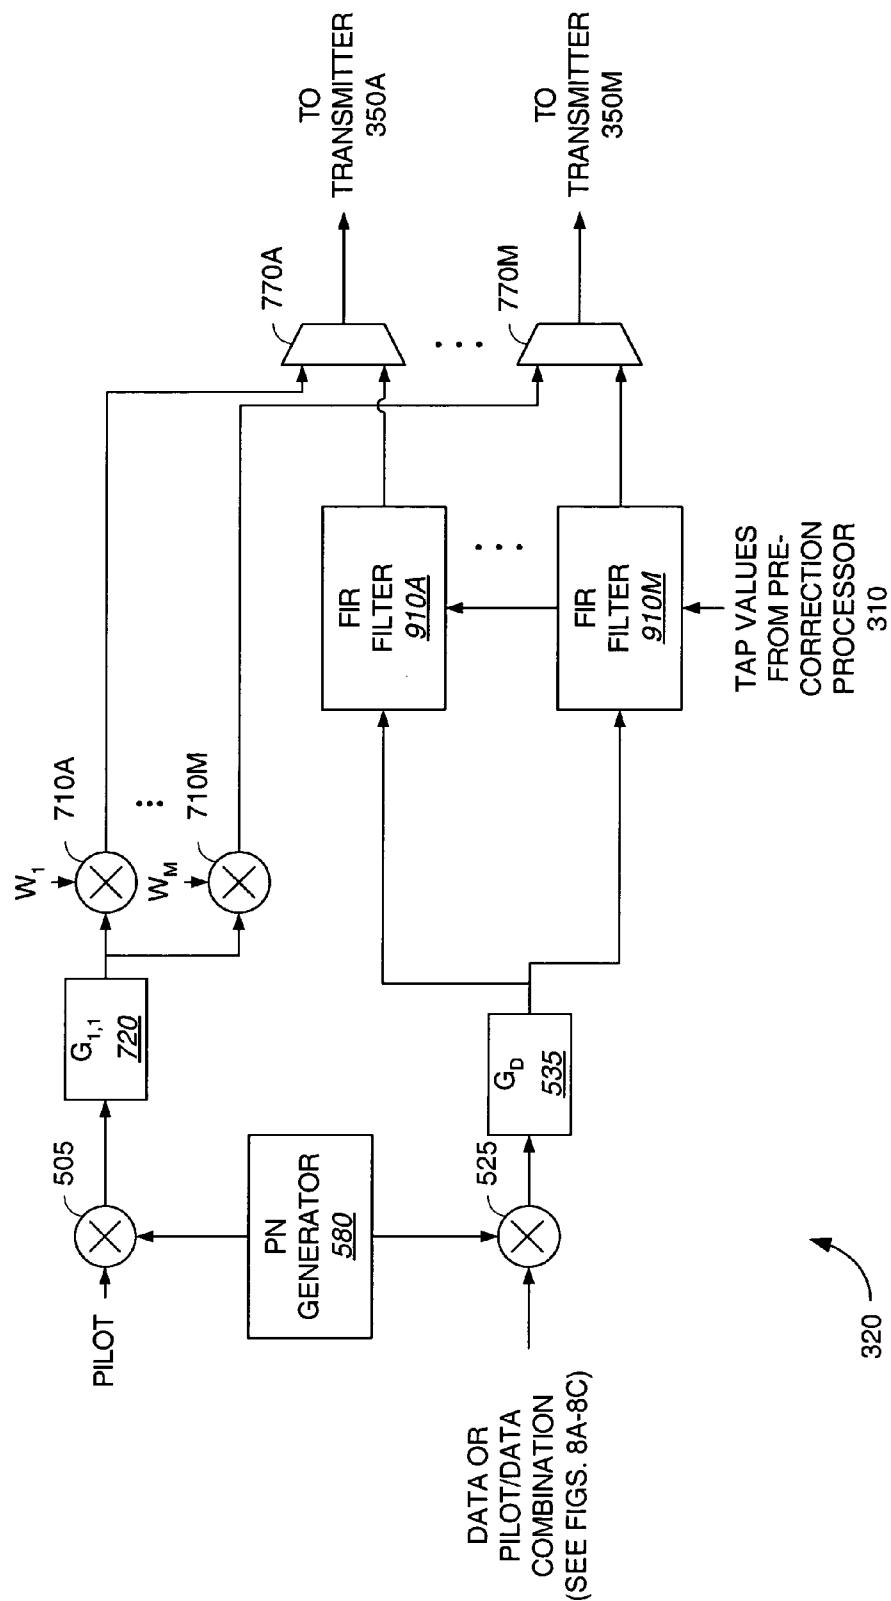 PILOT
505
G1,1
720
W1
710A
WM
710M
770A
TO
TRANSMITTER
350A
PN
GENERATOR
580
DATA OR
PILOT/DATA
COMBINATION
(SEE FIGS. 8A-8C)
525
GD
535
FIR
FILTER
910A
FIR
FILTER
910M
770M
TO
TRANSMITTER
350M
TAP VALUES
FROM PRE-
CORRECTION
PROCESSOR
310
320